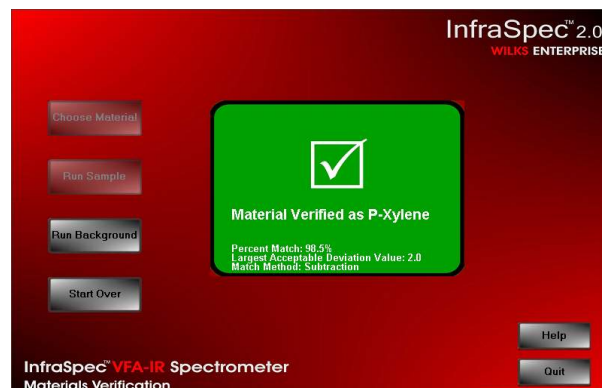 InfraSpec™ 2.0
WILKS ENTERPRISE
Choose Material
Run Sample
Run Background
Start Over
Material Verified as P-Xylene
Percent Match: 98.5%
Largest Acceptable Deviation Value: 2.0
Match Method: Subtraction
Help
Quit
InfraSpec™ VFA-IR Spectrometer
Materials Verification